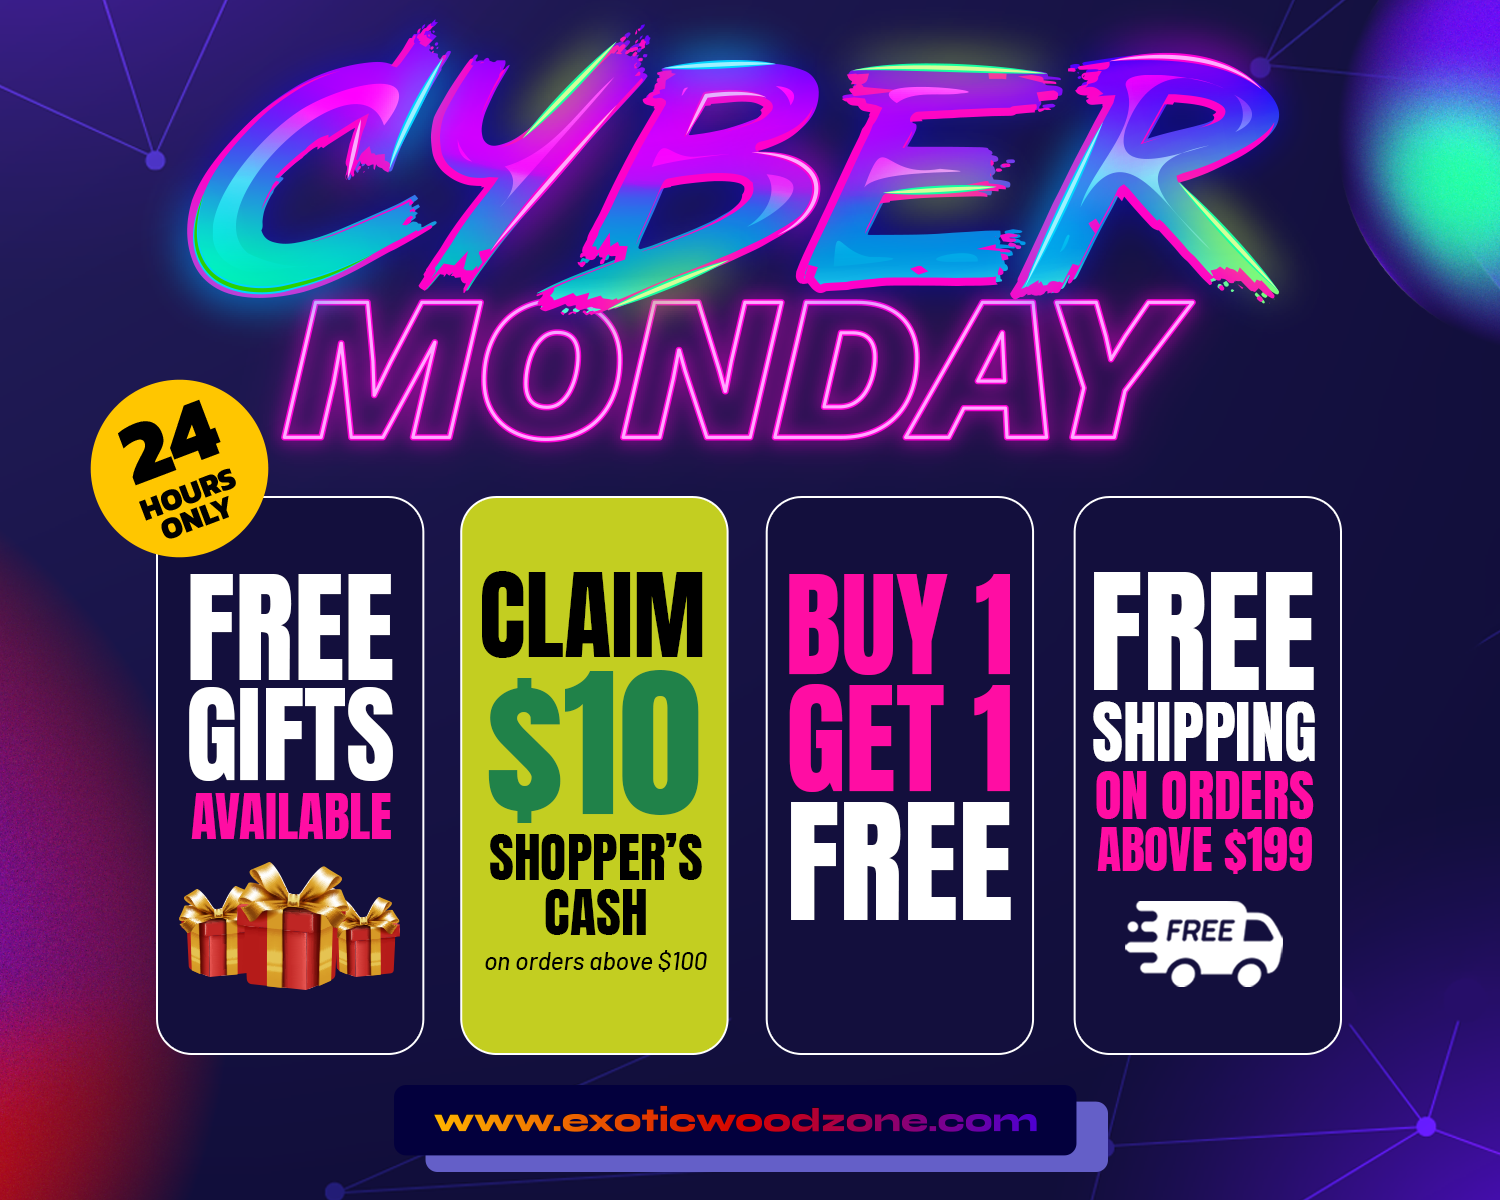 CYBER
MONDAY
24
HOURS
ONLY
FREE
GIFTS
AVAILABLE
CLAIM
$10
SHOPPER'S
CASH
on orders above $100
BUY 1
GET 1
FREE
FREE
SHIPPING
ON ORDERS
ABOVE $199
FREE
www.exoticwoodzone.com